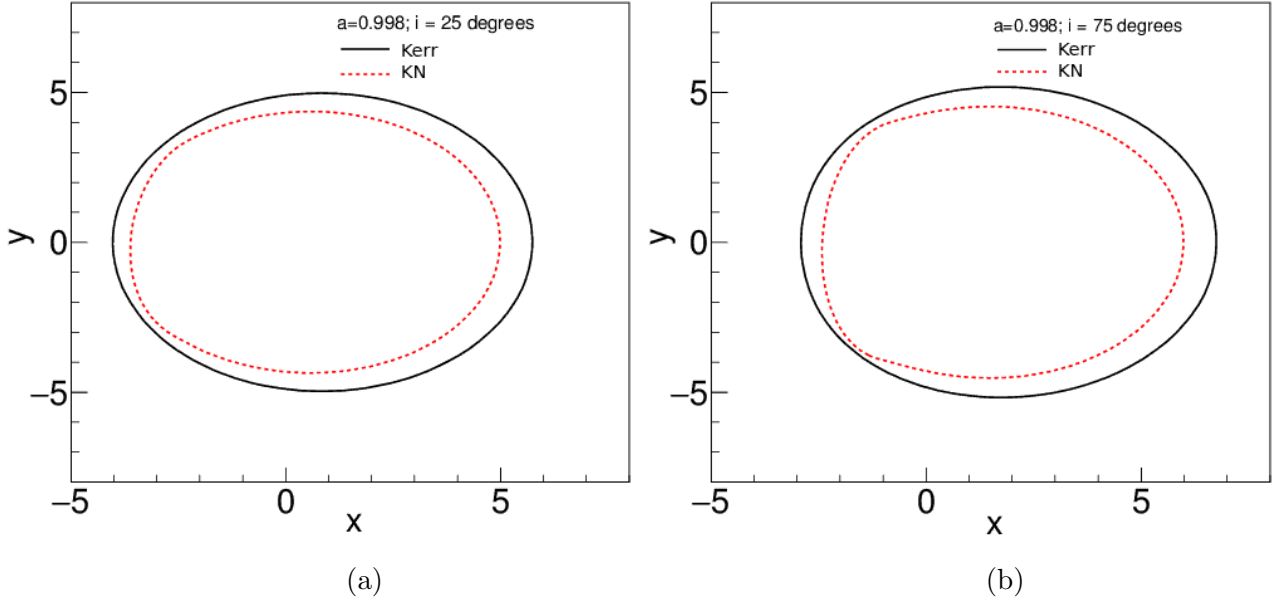 a=0.998; i = 25 degrees
Kerr
KN
5
0
−5
y
−5 0 5
x
(a)
a=0.998; i = 75 degrees
Kerr
KN
5
0
−5
y
−5 0 5
x
(b)